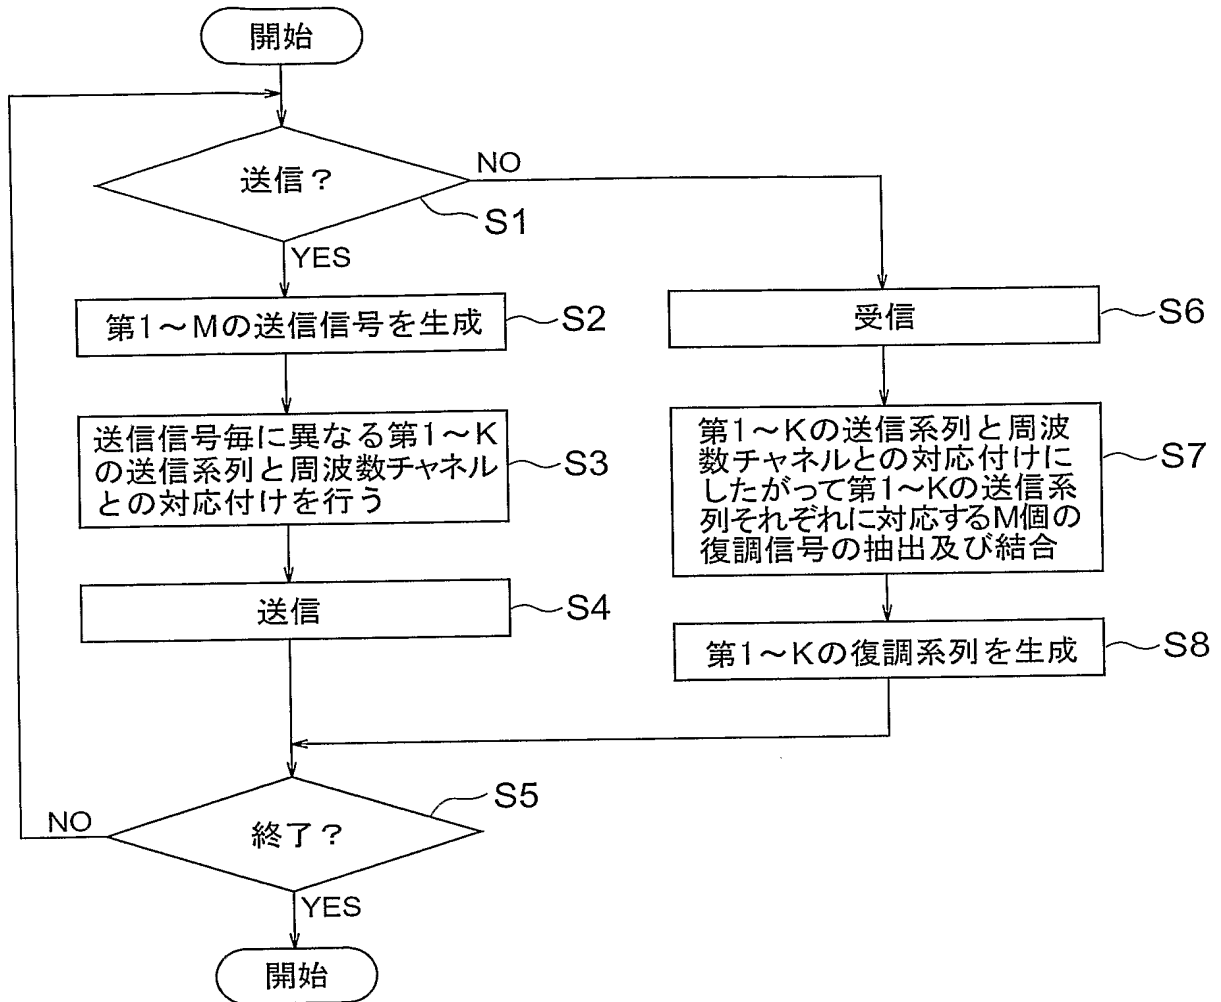 開始
送信？
NO
S1
YES
第1～Mの送信信号を生成
S2
送信信号毎に異なる第1～K
の送信系列と周波数チャネル
との対応付けを行う
S3
送信
S4
受信
S6
第1～Kの送信系列と周波
数チャネルとの対応付けに
したがって第1～Kの送信系
列それぞれに対応するM個の
復調信号の抽出及び結合
S7
第1～Kの復調系列を生成
S8
終了？
S5
NO
YES
開始